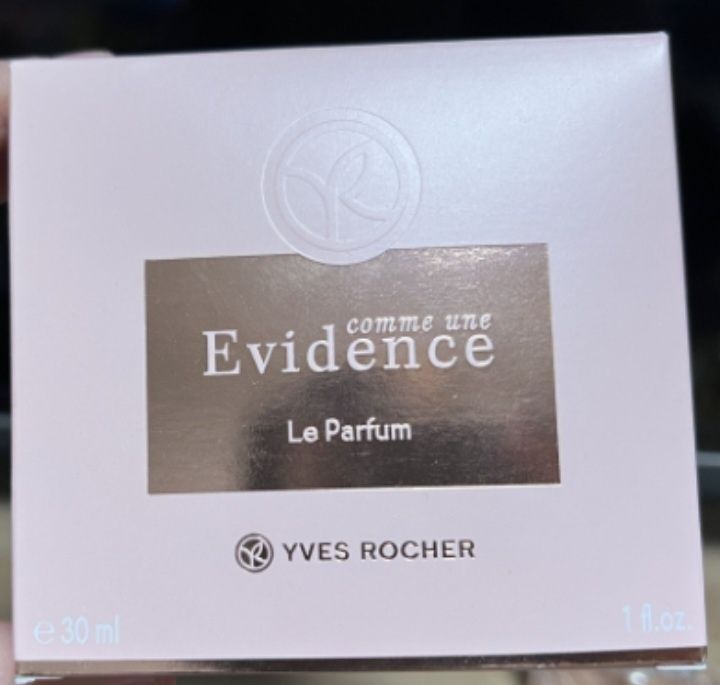 comme une
Evidence
Le Parfum
YVES ROCHER
e 30 ml
1 fl.oz.